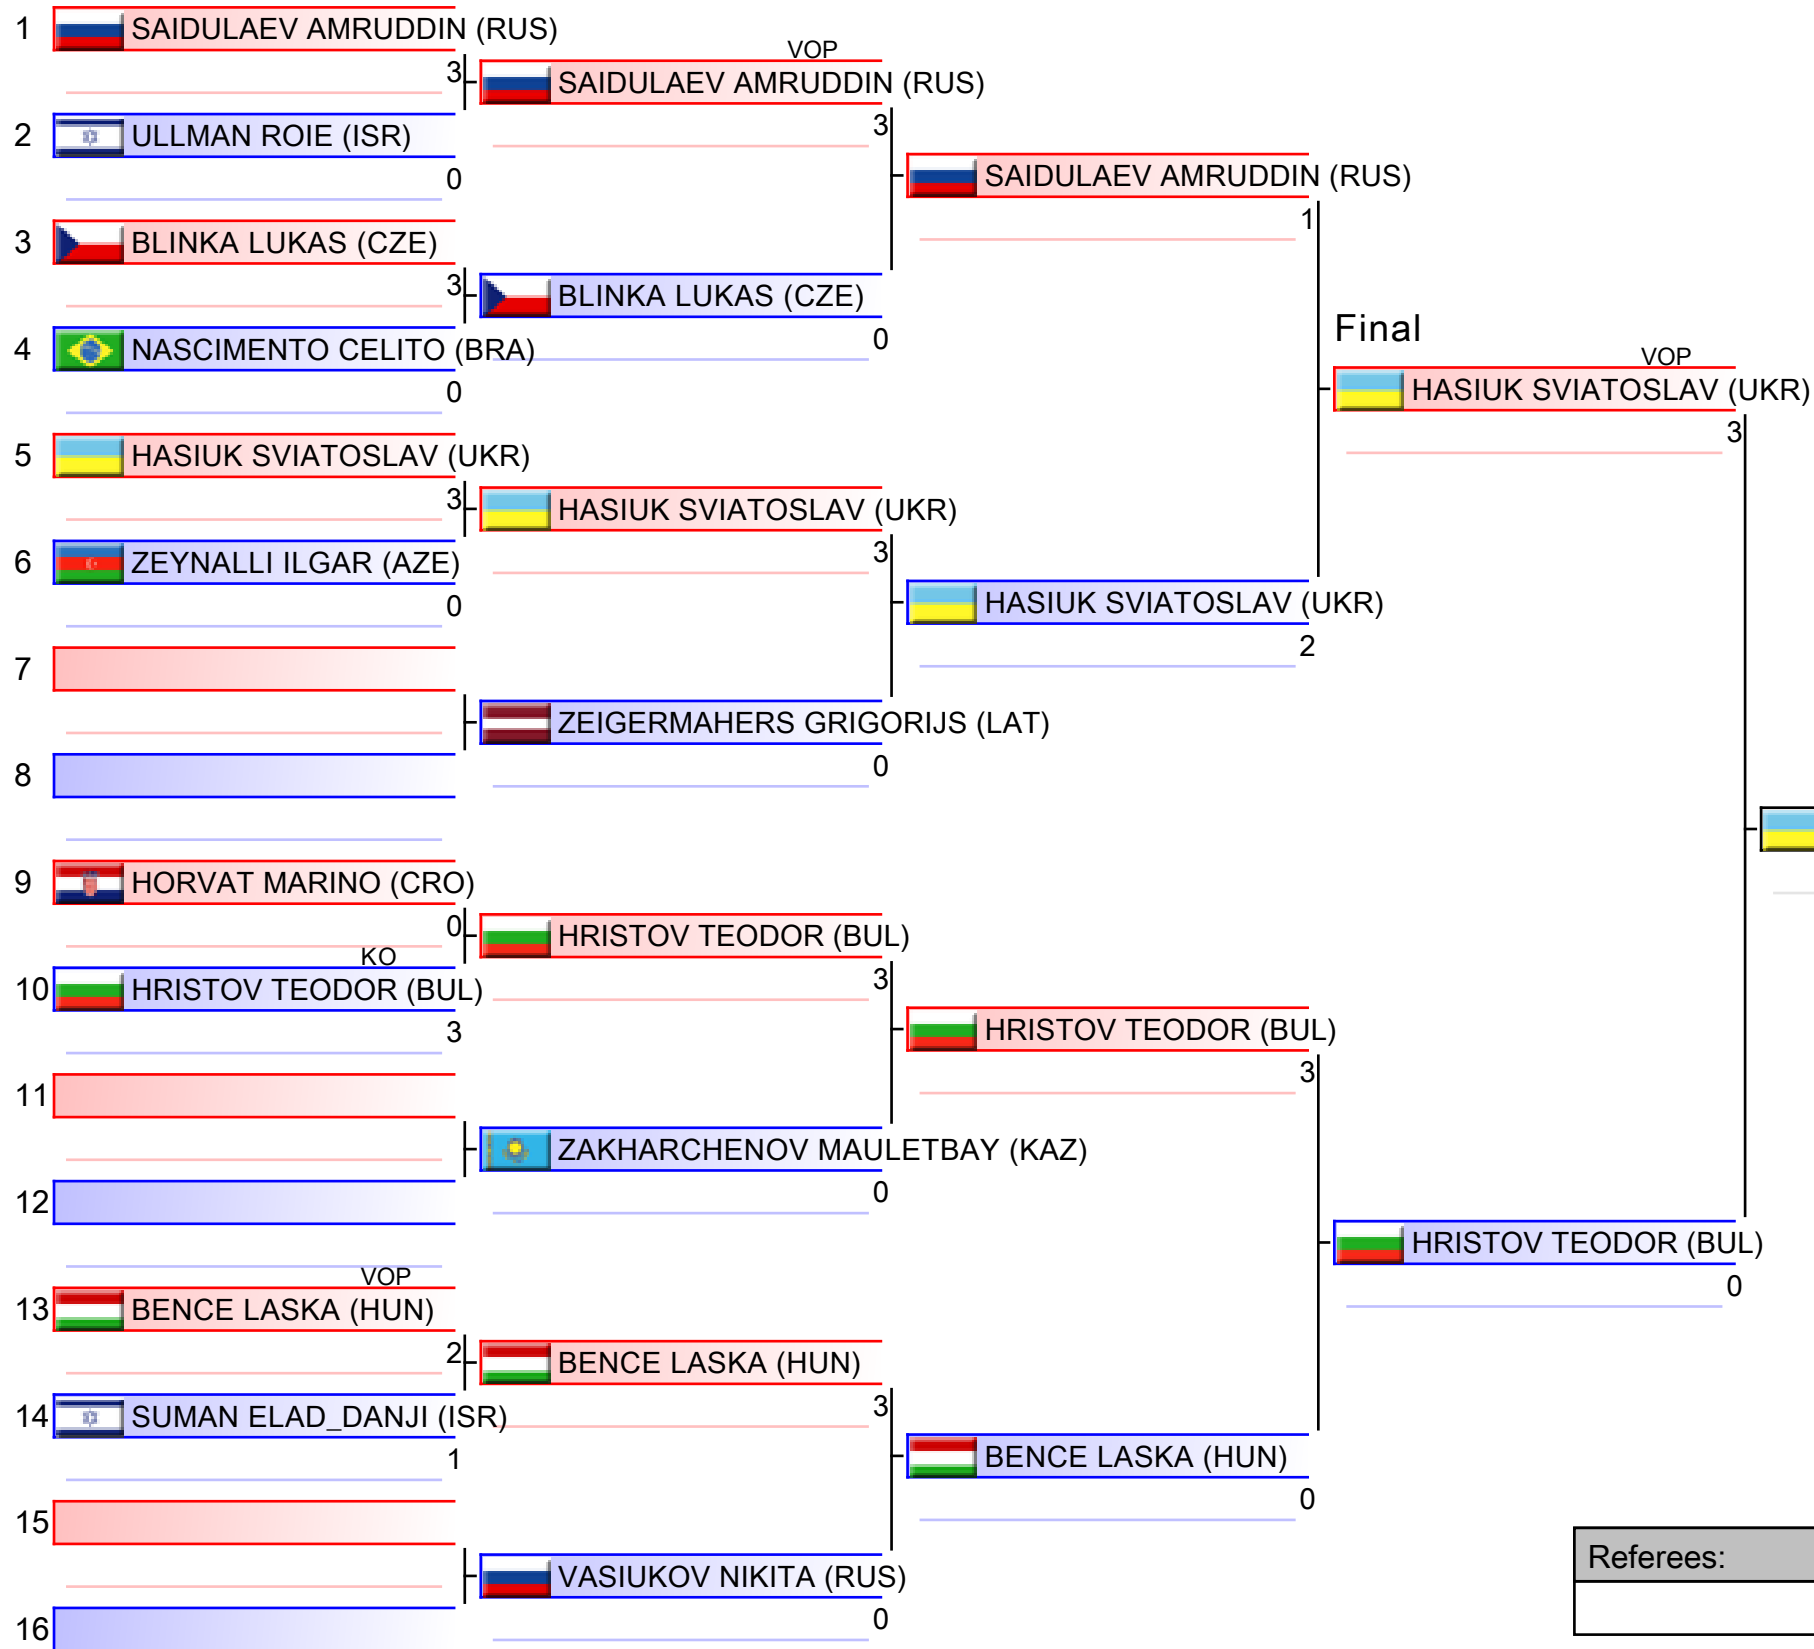 1 SAIDULAEV AMRUDDIN (RUS)
3
VOP
SAIDULAEV AMRUDDIN (RUS)
2 ULLMAN ROIE (ISR)
0
3
SAIDULAEV AMRUDDIN (RUS)
1
3 BLINKA LUKAS (CZE)
3
BLINKA LUKAS (CZE)
0
4 NASCIMENTO CELITO (BRA)
0
Final
VOP
HASIUK SVIATOSLAV (UKR)
3
5 HASIUK SVIATOSLAV (UKR)
3
HASIUK SVIATOSLAV (UKR)
3
6 ZEYNALLI ILGAR (AZE)
0
HASIUK SVIATOSLAV (UKR)
2
7
ZEIGERMAHERS GRIGORIJS (LAT)
0
8
9 HORVAT MARINO (CRO)
0
HRISTOV TEODOR (BUL)
3
KO
10 HRISTOV TEODOR (BUL)
3
HRISTOV TEODOR (BUL)
3
11
ZAKHARCHENOV MAULETBAY (KAZ)
0
12
HRISTOV TEODOR (BUL)
0
VOP
13 BENCE LASKA (HUN)
2
BENCE LASKA (HUN)
3
14 SUMAN ELAD_DANJI (ISR)
1
BENCE LASKA (HUN)
0
15
VASIUKOV NIKITA (RUS)
0
16
Referees: